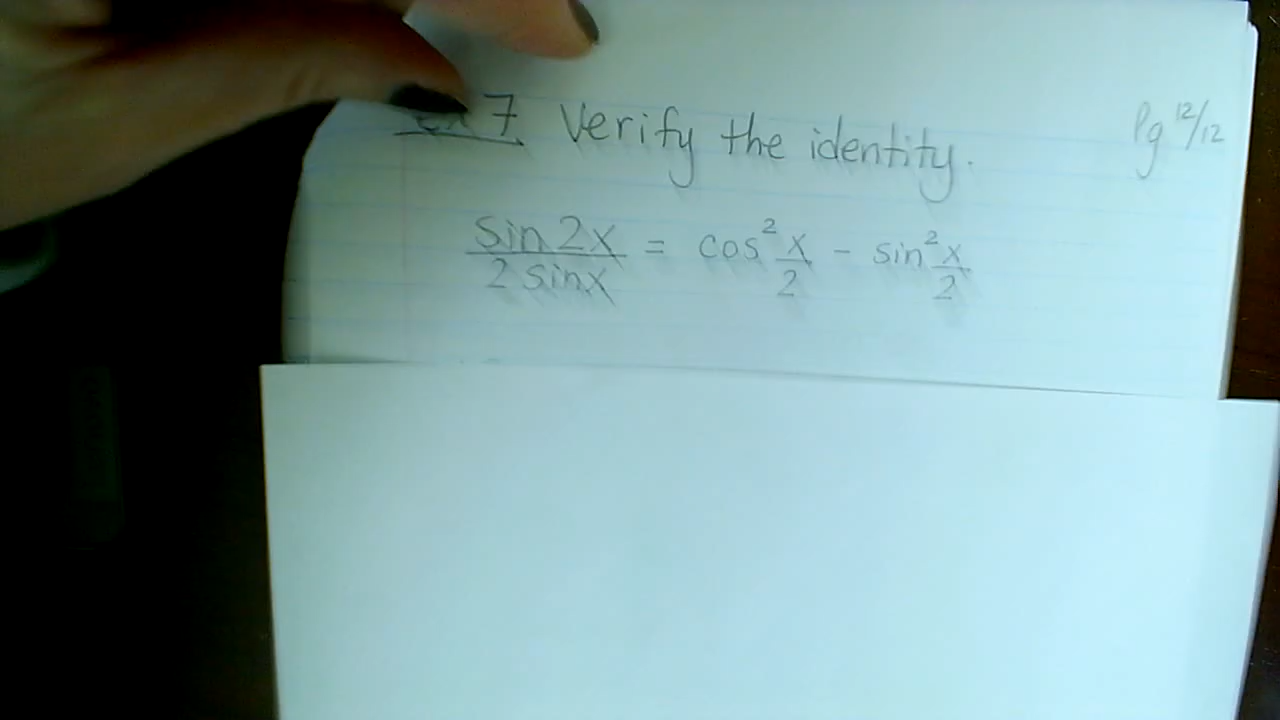 7 Verify the identity.
Pg 12/12
sin 2x / 2 sinx = cos² x/2 - sin² x/2